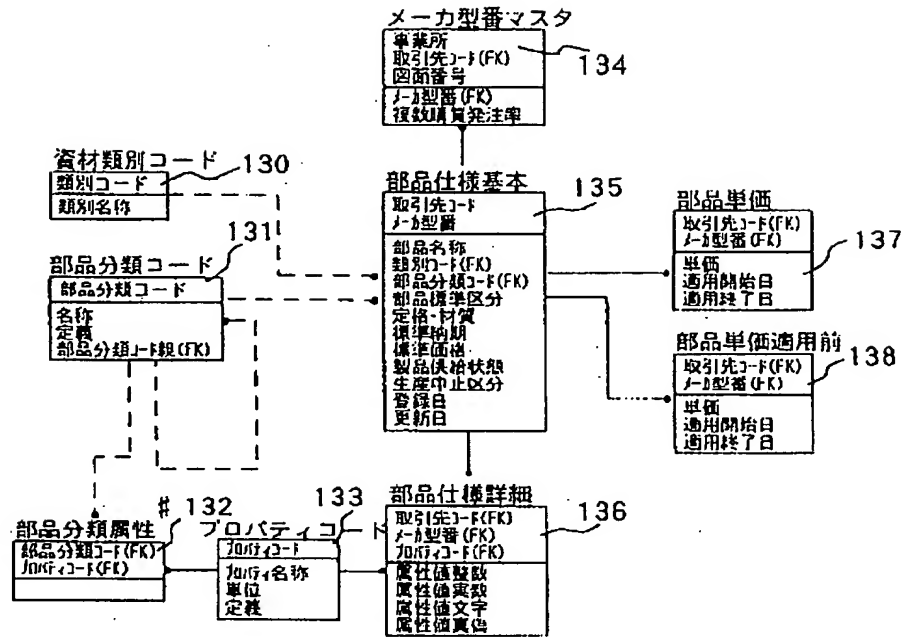 メーカ型番マスタ
事業所
取引先コード(FK)
図面番号
メーカ型番(FK)
複数購買発注率
134
資材類別コード
130
類別コード
類別名称
131
部品分類コード
部品分類コード
名称
定義
部品分類コード親(FK)
部品仕様基本
135
取引先コード
メーカ型番
部品名称
類別コード(FK)
部品分類コード(FK)
部品標準区分
定格・材質
標準納期
標準価格
製品供給状態
生産中止区分
登録日
更新日
部品単価
取引先コード(FK)
メーカ型番(FK)
137
単価
適用開始日
適用終了日
部品単価適用前
取引先コード(FK)
メーカ型番(FK)
138
単価
適用開始日
適用終了日
#
132
部品分類属性
部品分類コード(FK)
プロパティコード(FK)
133
プロパティコード
プロパティコード
プロパティ名称
単位
定義
部品仕様詳細
136
取引先コード(FK)
メーカ型番(FK)
プロパティコード(FK)
属性値整数
属性値実数
属性値文字
属性値真偽